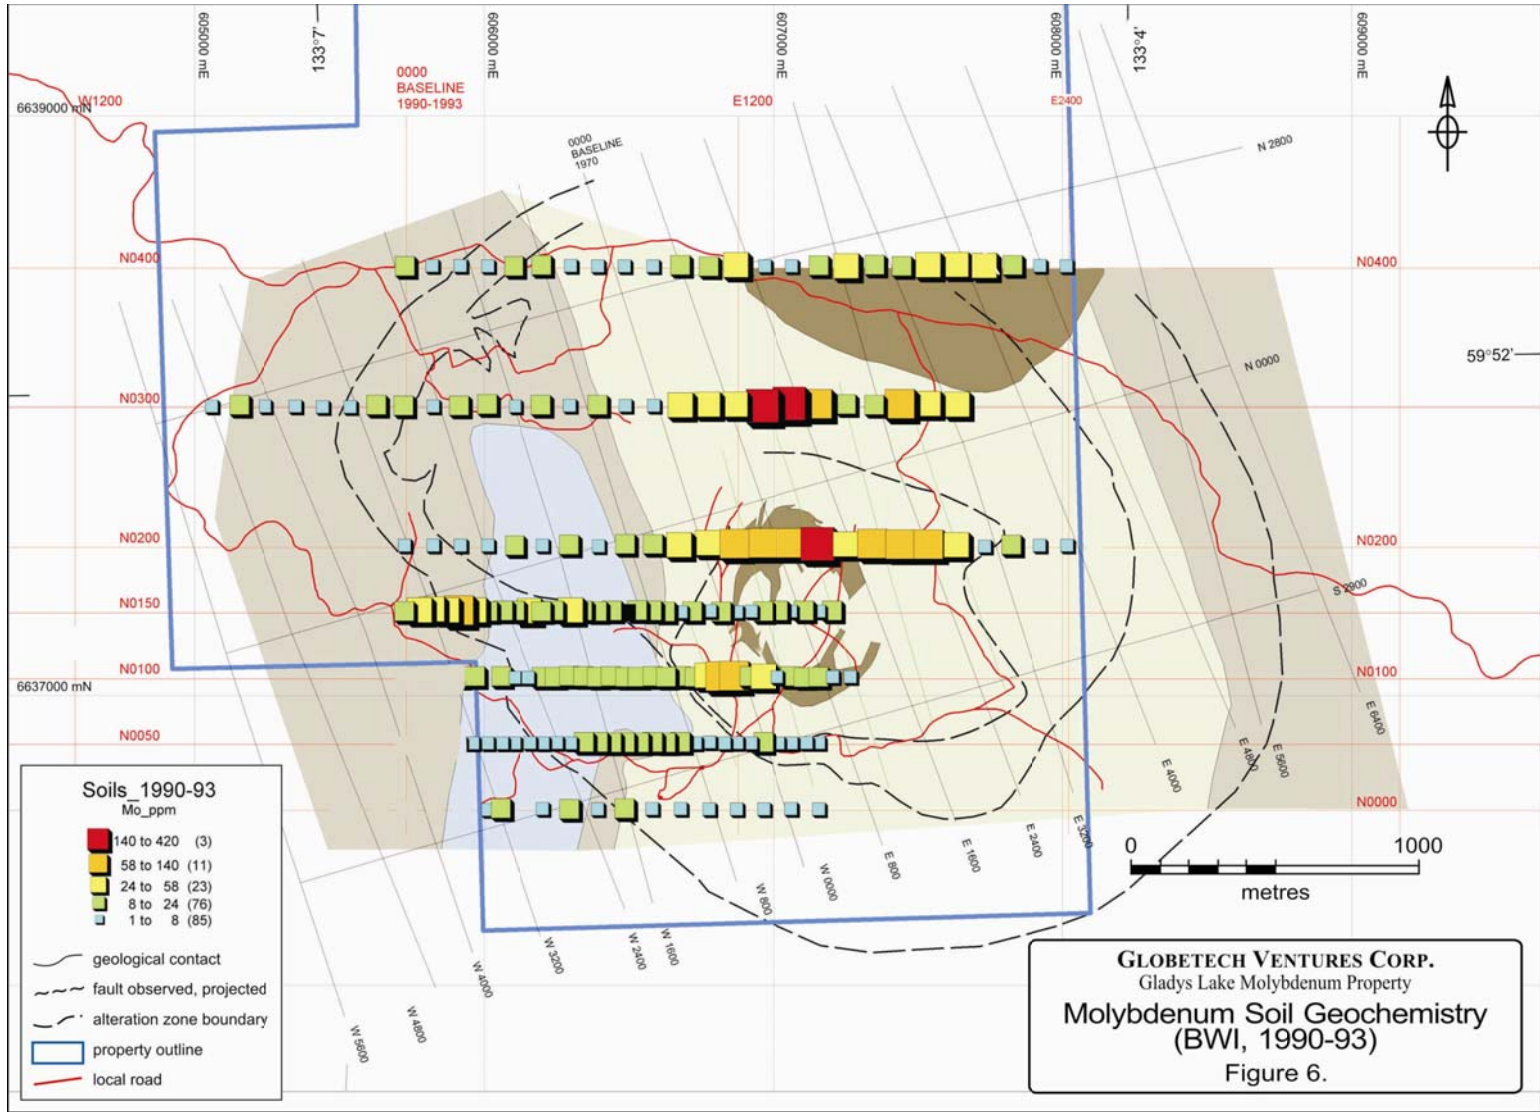 605000 mE
133°7'
606000 mE
607000 mE
608000 mE
133°4'
609000 mE
6639000 mN
W1200
0000
BASELINE
1990-1993
E1200
E2400
0000
BASELINE
1970
N 2800
N0400
N0400
59°52'
N 0000
N0300
N0300
N0200
N0200
S 2900
N0150
N0150
N0100
N0100
6637000 mN
N0050
N0050
N0000
E 6400
E 5600
E 4800
E 4000
E 3200
E 2400
E 1600
E 800
W 0000
W 800
W 1600
W 2400
W 3200
W 4000
W 4800
W 5600
Soils_1990-93
Mo_ppm
140 to 420 (3)
58 to 140 (11)
24 to 58 (23)
8 to 24 (76)
1 to 8 (85)
geological contact
fault observed, projected
alteration zone boundary
property outline
local road
0 1000
metres
GLOBETECH VENTURES CORP.
Gladys Lake Molybdenum Property
Molybdenum Soil Geochemistry
(BWI, 1990-93)
Figure 6.